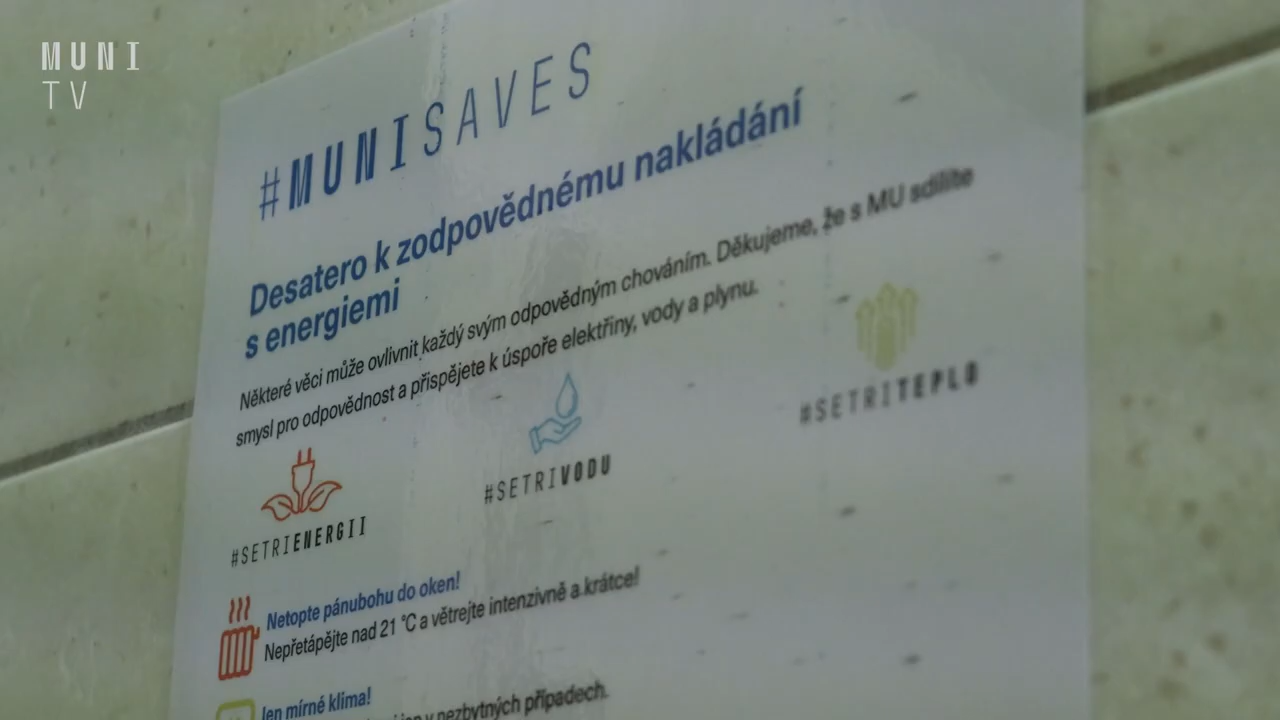 MUNI
TV
#MUNISAVES
Desatero k zodpovědnému nakládání
s energiemi
Některé věci může ovlivnit každý svým odpovědným chováním. Děkujeme, že s MU sdílíte
smysl pro odpovědnost a přispějete k úspoře elektřiny, vody a plynu.
#SETRIENERGII
#SETRIVODU
#SETRITEPLO
Netopte pánubohu do oken!
Nepřetápějte nad 21 °C a větrejte intenzivně a krátce!
Jen mírné klima!
jen v nezbytných případech.